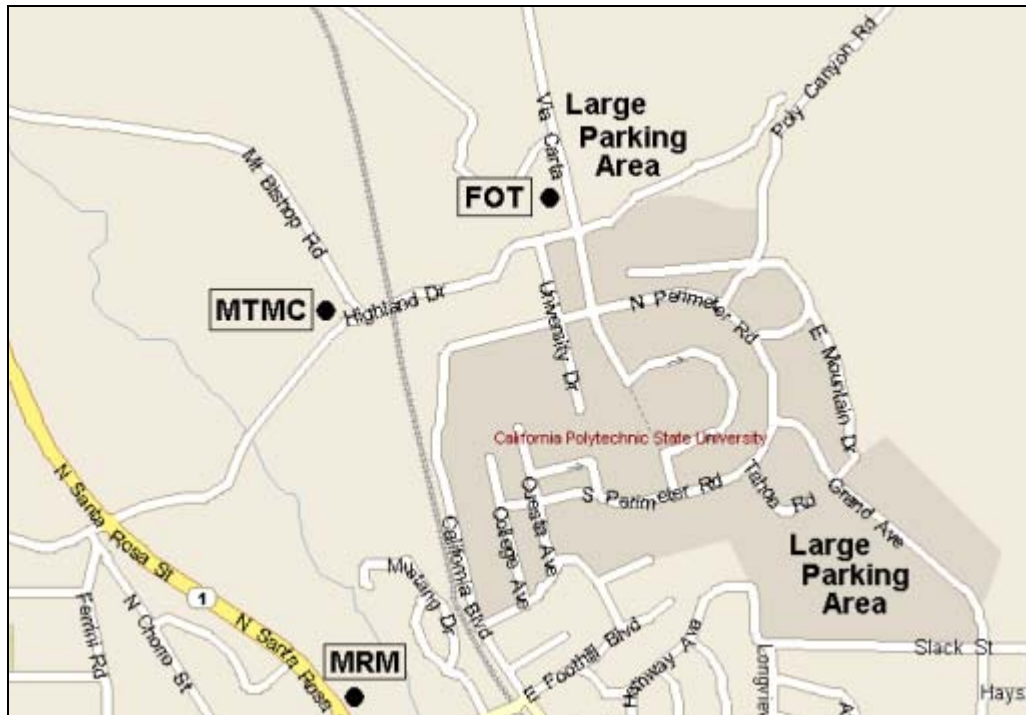 Large
Parking
Area
Poly Canyon Rd
Via Carta
Mt Bishop Rd
FOT
MTMC
Highland Dr
University Dr
N Perimeter Rd
E Mountain Dr
California Polytechnic State University
N Santa Rosa St
Cuesta Ave
College Ave
S Perimeter Rd
Tahoe Rd
Grand Ave
Large
Parking
Area
California Blvd
Mustang Dr
1
Ferrini Rd
N Chorro St
N Santa Rosa
MRM
E Foothill Blvd
Hathway Ave
Longview
Slack St
Hays